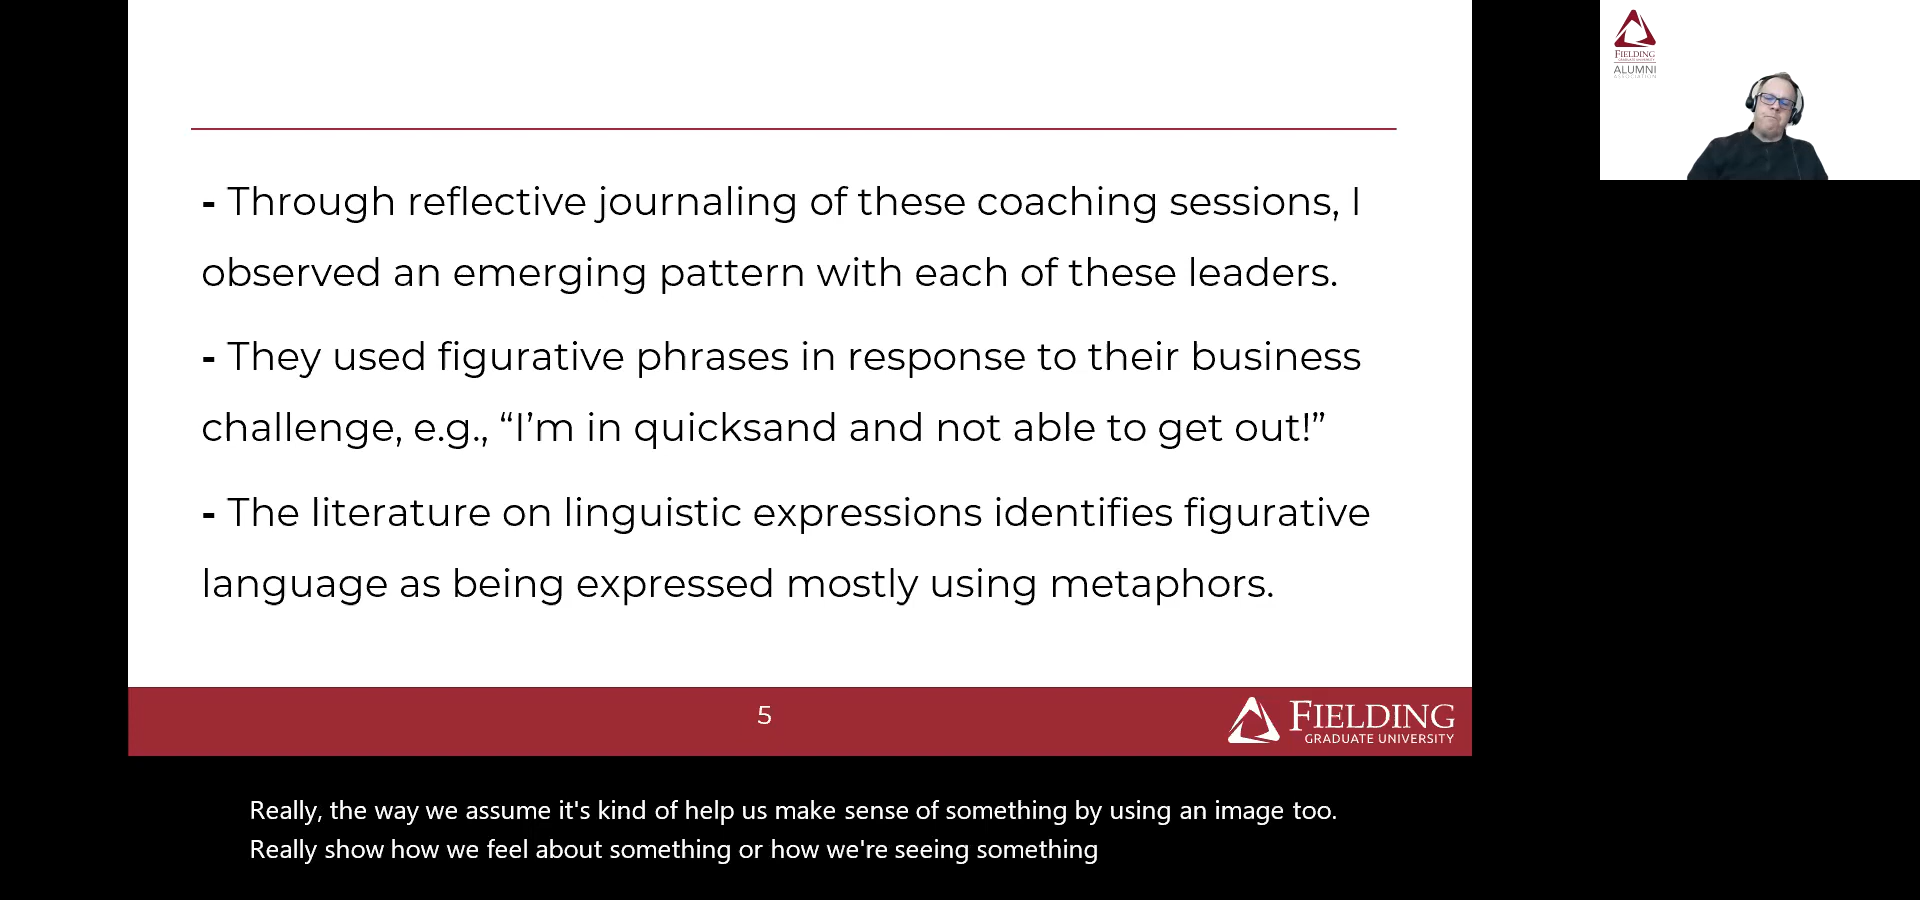 - Through reflective journaling of these coaching sessions, I
observed an emerging pattern with each of these leaders.
- They used figurative phrases in response to their business
challenge, e.g., “I’m in quicksand and not able to get out!”
- The literature on linguistic expressions identifies figurative
language as being expressed mostly using metaphors.
5
FIELDING
GRADUATE UNIVERSITY
FIELDING
GRADUATE UNIVERSITY
ALUMNI
ASSOCIATION
Really, the way we assume it's kind of help us make sense of something by using an image too.
Really show how we feel about something or how we're seeing something